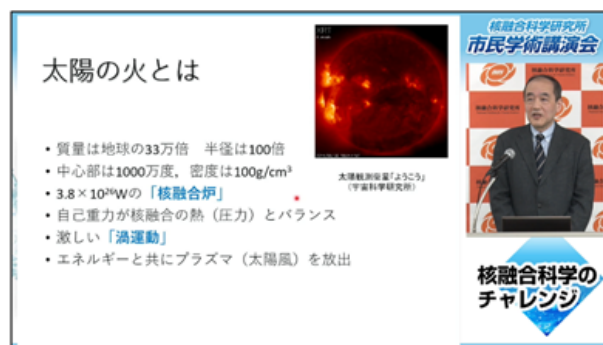 太陽の火とは
・質量は地球の33万倍 半径は100倍
・中心部は1000万度，密度は100g/cm³
・3.8×10²⁶Wの「核融合炉」
・自己重力が核融合の熱（圧力）とバランス
・激しい「渦運動」
・エネルギーと共にプラズマ（太陽風）を放出
太陽観測衛星「ようこう」
（宇宙科学研究所）
核融合科学研究所
市民学術講演会
核融合科学の
チャレンジ